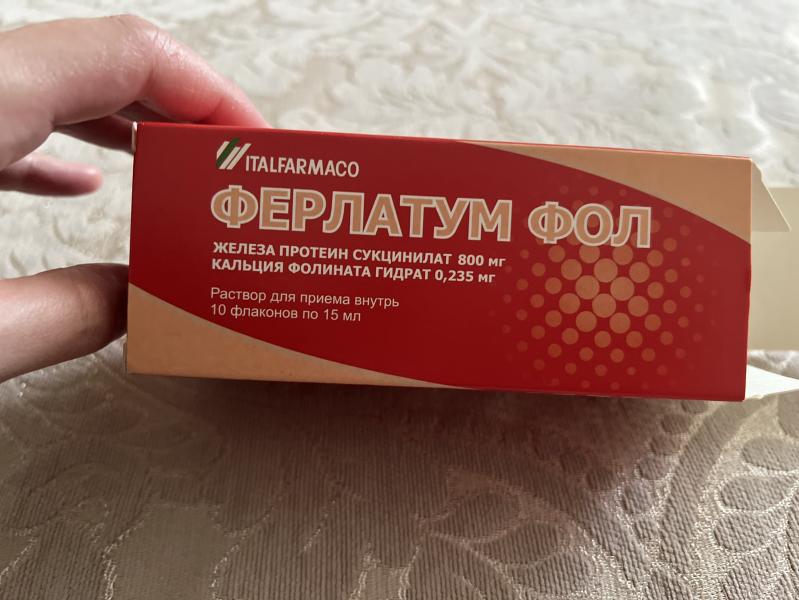 ITALFARMACO
ФЕРЛАТУМ ФОЛ
ЖЕЛЕЗА ПРОТЕИН СУКЦИНИЛАТ 800 мг
КАЛЬЦИЯ ФОЛИНАТА ГИДРАТ 0,235 мг
Раствор для приема внутрь
10 флаконов по 15 мл